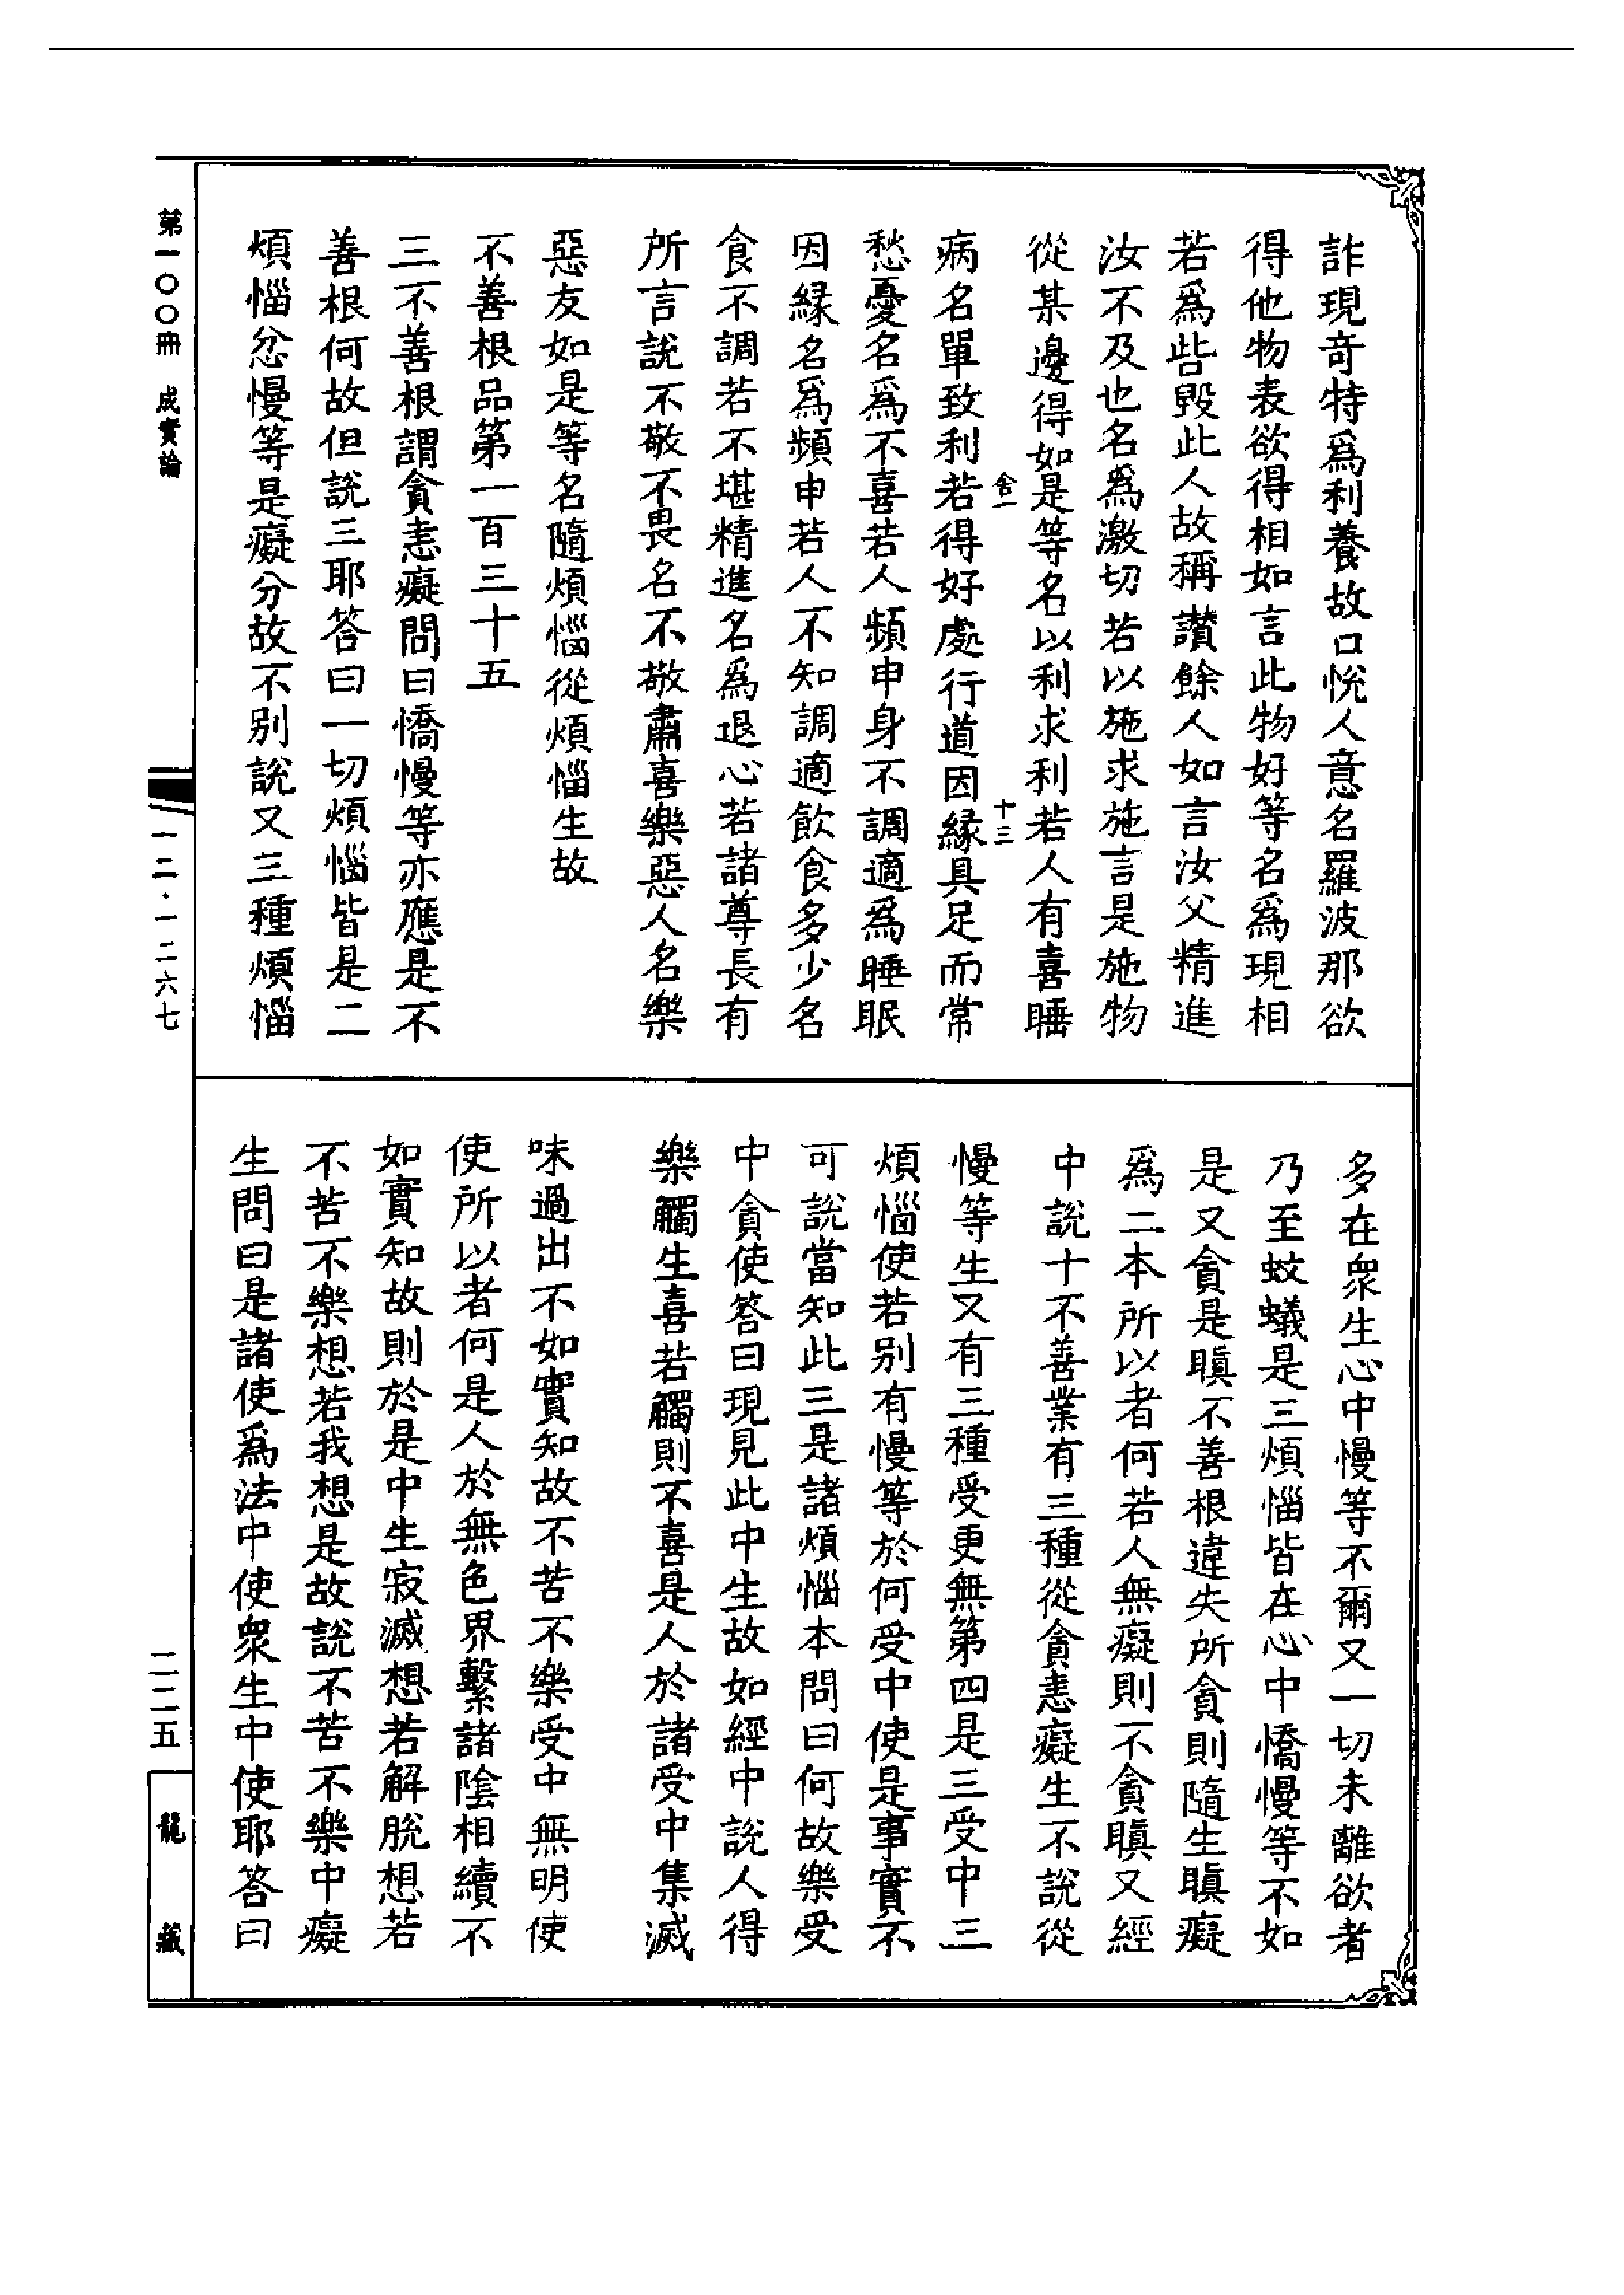 詐現奇特爲利養故口悅人意名羅波那欲
得他物表欲得相如言此物好等名爲現相
若爲呰毀此人故稱讃餘人如言汝父精進
汝不及也名爲激切若以施求施言是施物
從某邊得如是等名以利求利若人有喜睡
舍一
十三
病名單致利若得好處行道因緣具足而常
愁憂名爲不喜若人頻申身不調適爲睡眠
因緣名爲頻申若人不知調適飲食多少名
食不調若不堪精進名爲退心若諸尊長有
所言說不敬不畏名不敬肅喜樂惡人名樂
惡友如是等名隨煩惱從煩惱生故
不善根品第一百三十五
三不善根謂貪恚癡問曰憍慢等亦應是不
善根何故但說三耶答曰一切煩惱皆是二
煩惱忿慢等是癡分故不别說又三種煩惱
多在衆生心中慢等不爾又一切未離欲者
乃至蚊蟻是三煩惱皆在心中憍慢等不如
是又貪是瞋不善根違失所貪則隨生瞋癡
爲二本所以者何若人無癡則不貪瞋又經
中說十不善業有三種從貪恚癡生不說從
慢等生又有三種受更無第四是三受中三
煩惱使若别有慢等於何受中使是事實不
可說當知此三是諸煩惱本問曰何故樂受
中貪使答曰現見此中生故如經中說人得
樂觸生喜若觸則不喜是人於諸受中集滅
味過出不如實知故不苦不樂受中無明使
使所以者何是人於無色界繫諸陰相續不
如實知故則於是中生寂滅想若解脫想若
不苦不樂想若我想是故說不苦不樂中癡
生問曰是諸使爲法中使衆生中使耶答曰
第一〇〇冊 成實論
一二·一二六七
二二五
龍藏